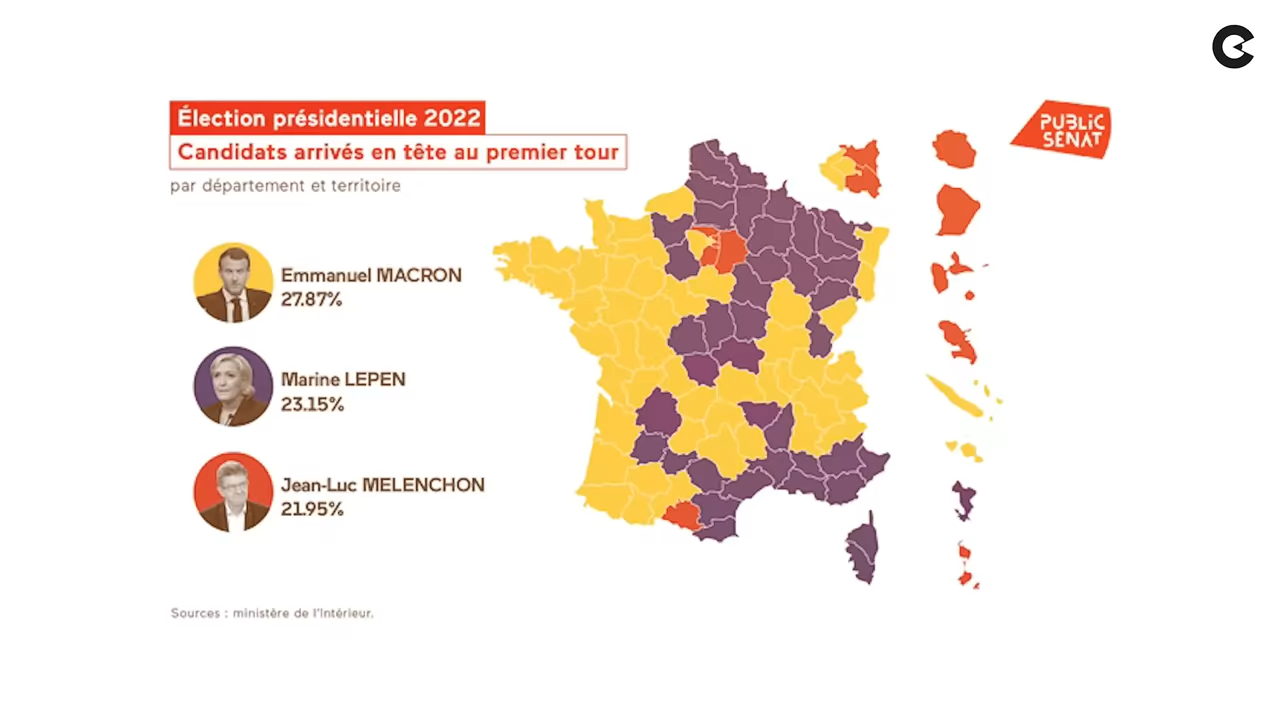 Élection présidentielle 2022
Candidats arrivés en tête au premier tour
par département et territoire
PUBLIC
SÉNAT
Emmanuel MACRON
27.87%
Marine LEPEN
23.15%
Jean-Luc MELENCHON
21.95%
Sources : ministère de l'Intérieur.